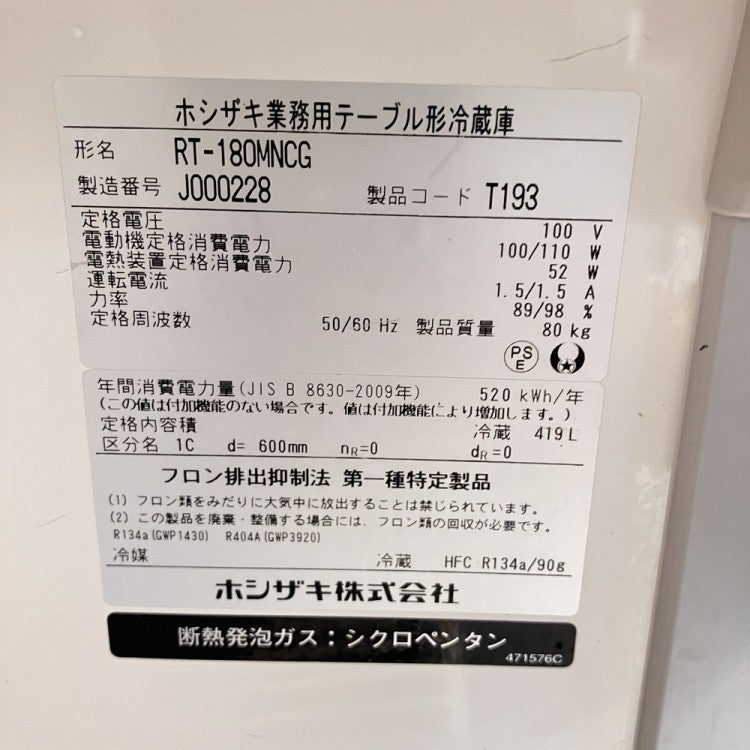 ホシザキ業務用テーブル形冷蔵庫
形名 RT-180MNCG
製造番号 J000228 製品コード T193
定格電圧 100 V
電動機定格消費電力 100/110 W
電熱装置定格消費電力 52 W
運転電流 1.5/1.5 A
力率 89/98 %
定格周波数 50/60 Hz 製品質量 80 kg
PS
E
年間消費電力量(JIS B 8630-2009年) 520 kWh/年
(この値は付加機能のない場合です。値は付加機能により増加します。)
定格内容積 冷蔵 419 L
区分名 1C d= 600mm nR=0 dR=0
フロン排出抑制法 第一種特定製品
(1) フロン類をみだりに大気中に放出することは禁じられています。
(2) この製品を廃棄・整備する場合には、フロン類の回収が必要です。
R134a(GWP1430) R404A(GWP3920)
冷媒 冷蔵 HFC R134a/90g
ホシザキ株式会社
断熱発泡ガス：シクロペンタン
471576C